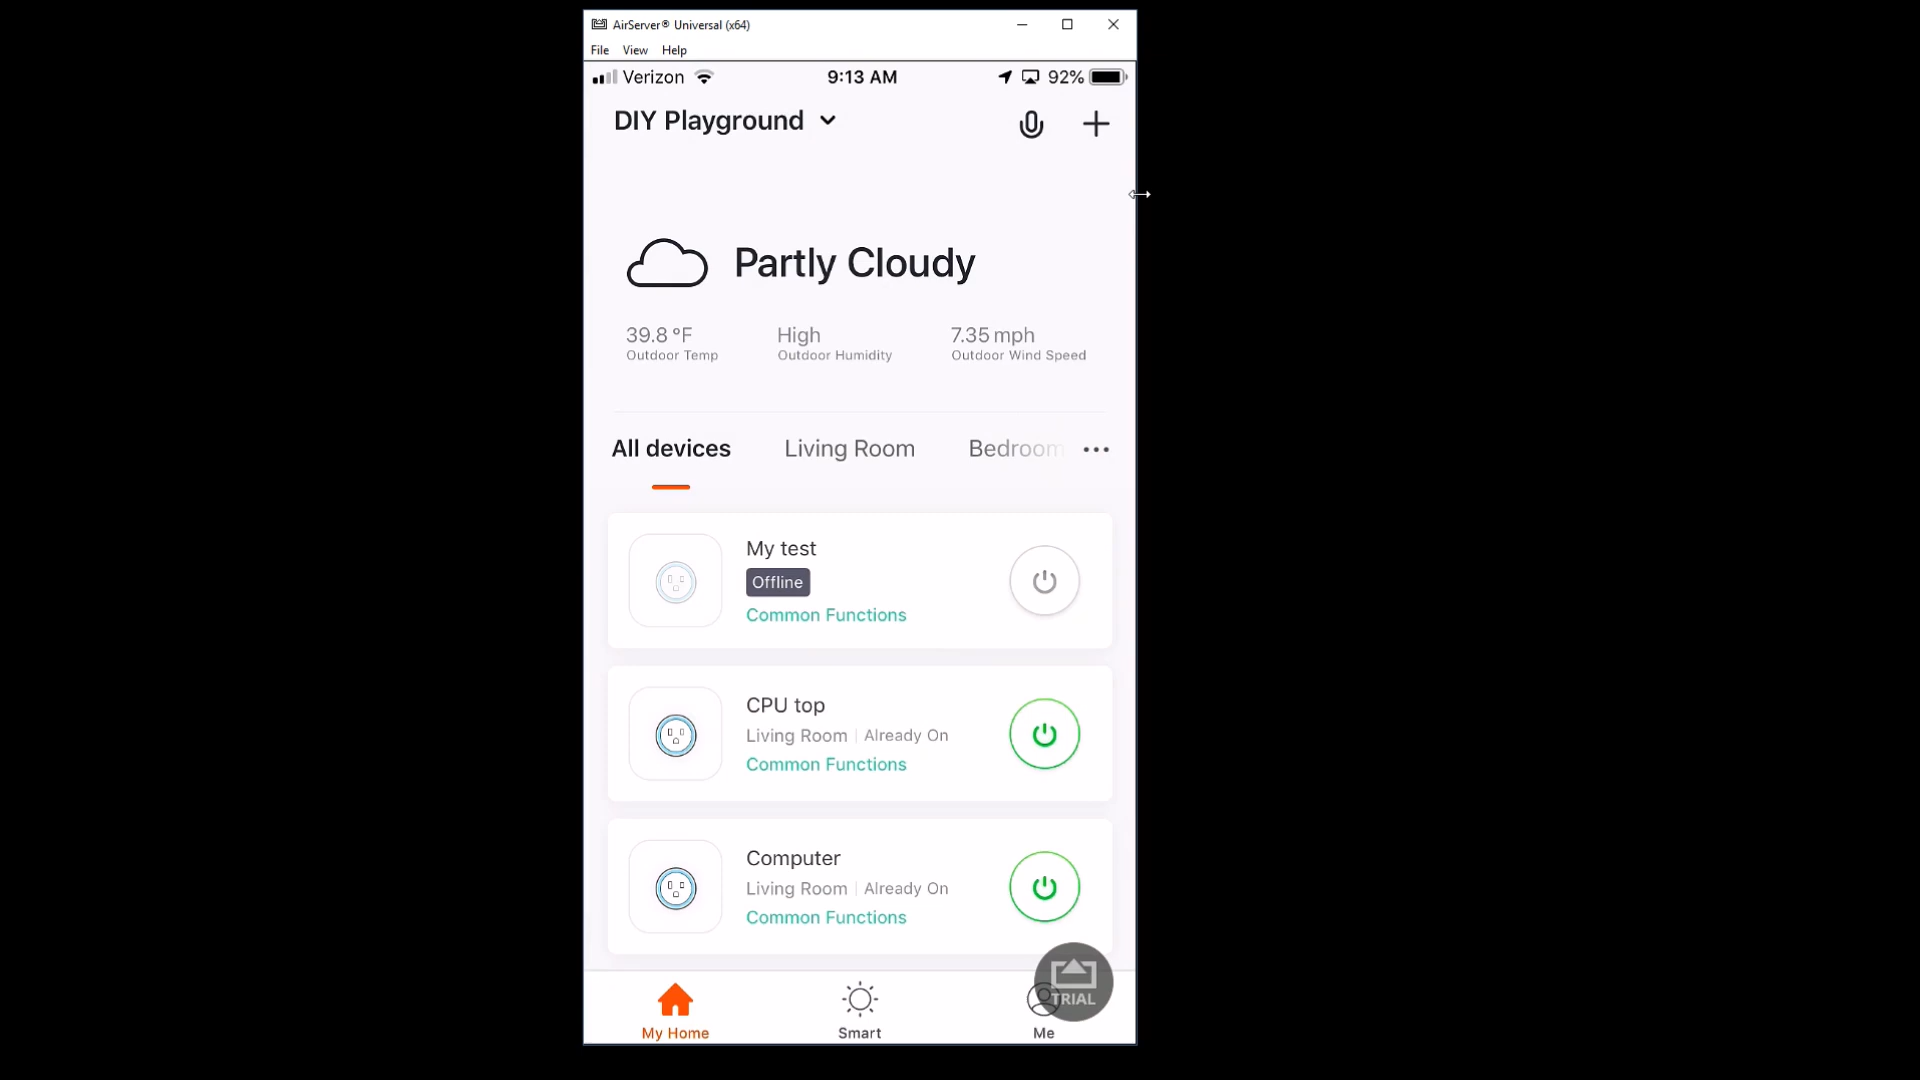 AirServer® Universal (x64)
File View Help
Verizon 9:13 AM 92%
DIY Playground
Partly Cloudy
39.8 °F High 7.35 mph
Outdoor Temp Outdoor Humidity Outdoor Wind Speed
All devices Living Room Bedroom
My test
Offline
Common Functions
CPU top
Living Room | Already On
Common Functions
Computer
Living Room | Already On
Common Functions
TRIAL
My Home Smart Me